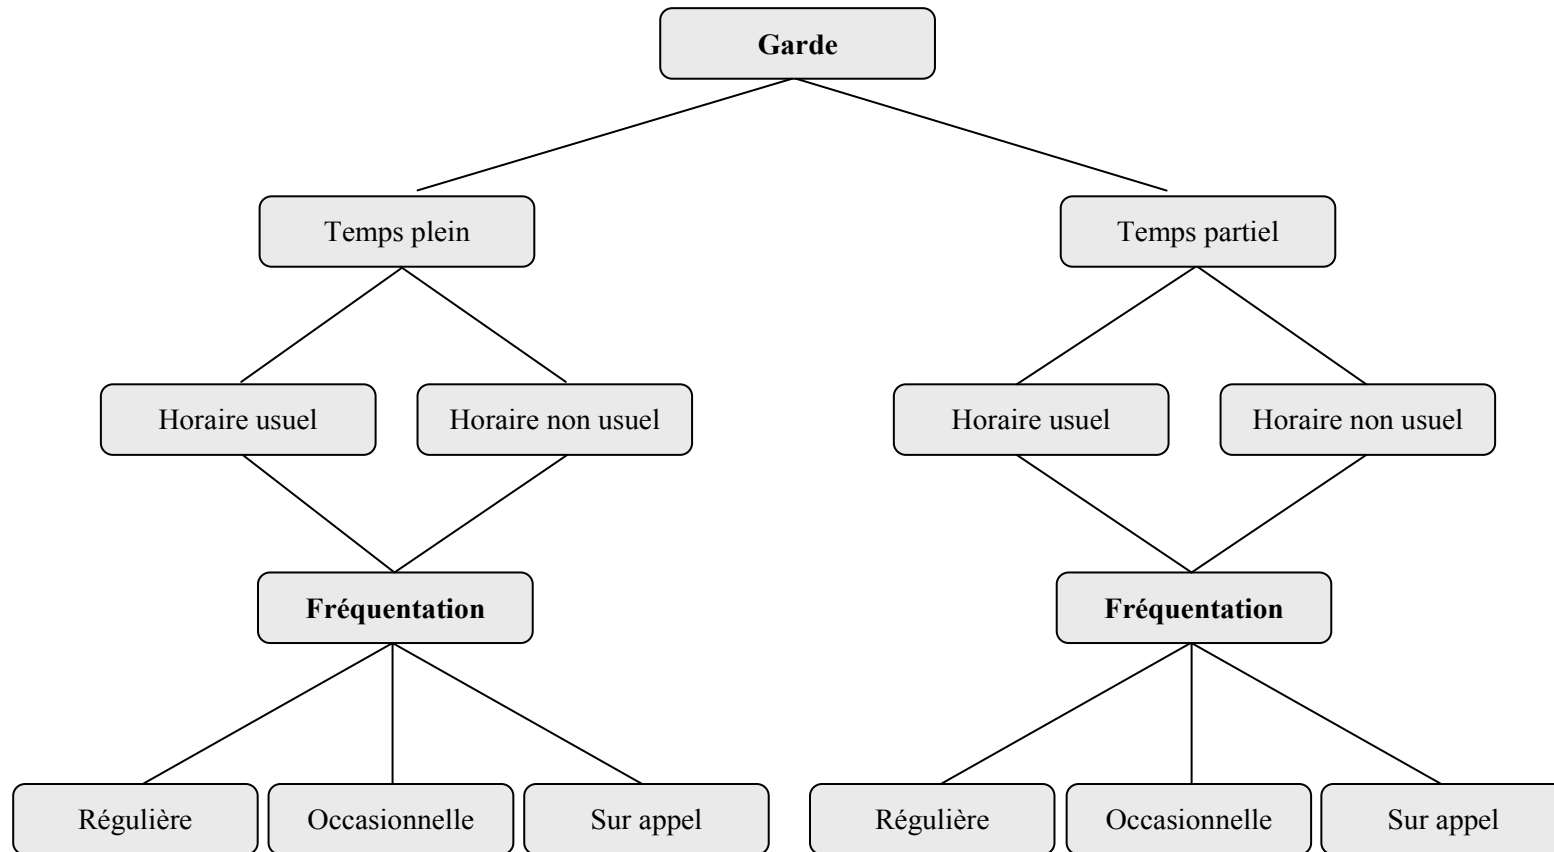 Garde
Temps plein
Temps partiel
Horaire usuel
Horaire non usuel
Horaire usuel
Horaire non usuel
Fréquentation
Fréquentation
Régulière
Occasionnelle
Sur appel
Régulière
Occasionnelle
Sur appel